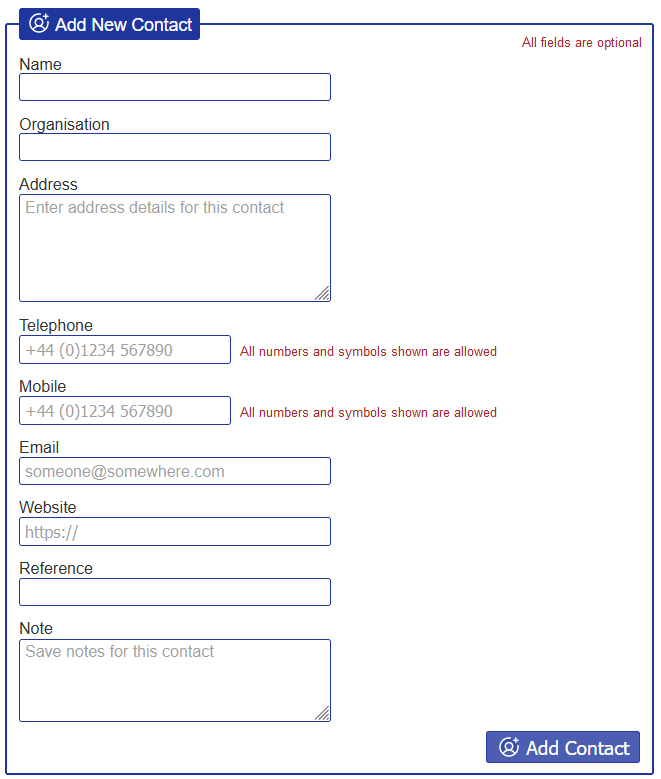 Add New Contact
All fields are optional
Name
Organisation
Address
Enter address details for this contact
Telephone
+44 (0)1234 567890 All numbers and symbols shown are allowed
Mobile
+44 (0)1234 567890 All numbers and symbols shown are allowed
Email
someone@somewhere.com
Website
https://
Reference
Note
Save notes for this contact
Add Contact